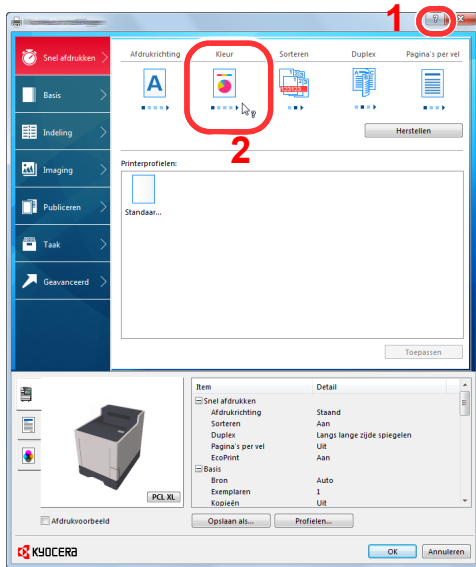 1
?
Snel afdrukken
Afdrukrichting Kleur Sorteren Duplex Pagina's per vel
A
Basis
2
Herstellen
Indeling
Printerprofielen:
Imaging
Standaar...
Publiceren
Taak
Geavanceerd
Toepassen
Item Detail
Snel afdrukken
Afdrukrichting Staand
Sorteren Aan
Duplex Langs lange zijde spiegelen
Pagina's per vel Uit
EcoPrint Aan
Basis
Bron Auto
Exemplaren 1
Kopieën Uit
PCL XL
Afdrukvoorbeeld Opslaan als... Profielen...
KYOCERA OK Annuleren